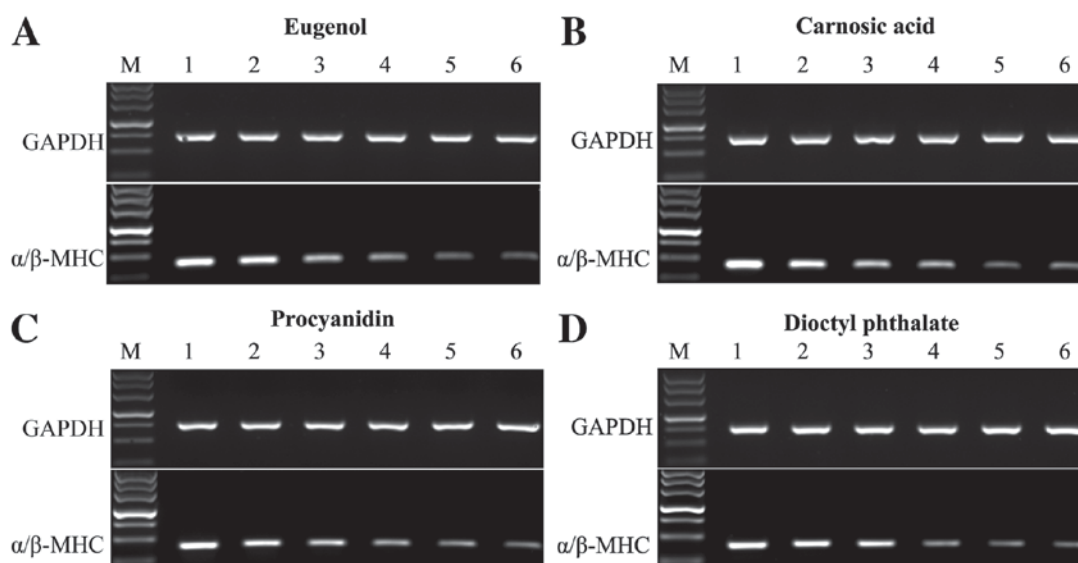 A
Eugenol
M 1 2 3 4 5 6
GAPDH
α/β-MHC
B
Carnosic acid
M 1 2 3 4 5 6
GAPDH
α/β-MHC
C
Procyanidin
M 1 2 3 4 5 6
GAPDH
α/β-MHC
D
Dioctyl phthalate
M 1 2 3 4 5 6
GAPDH
α/β-MHC